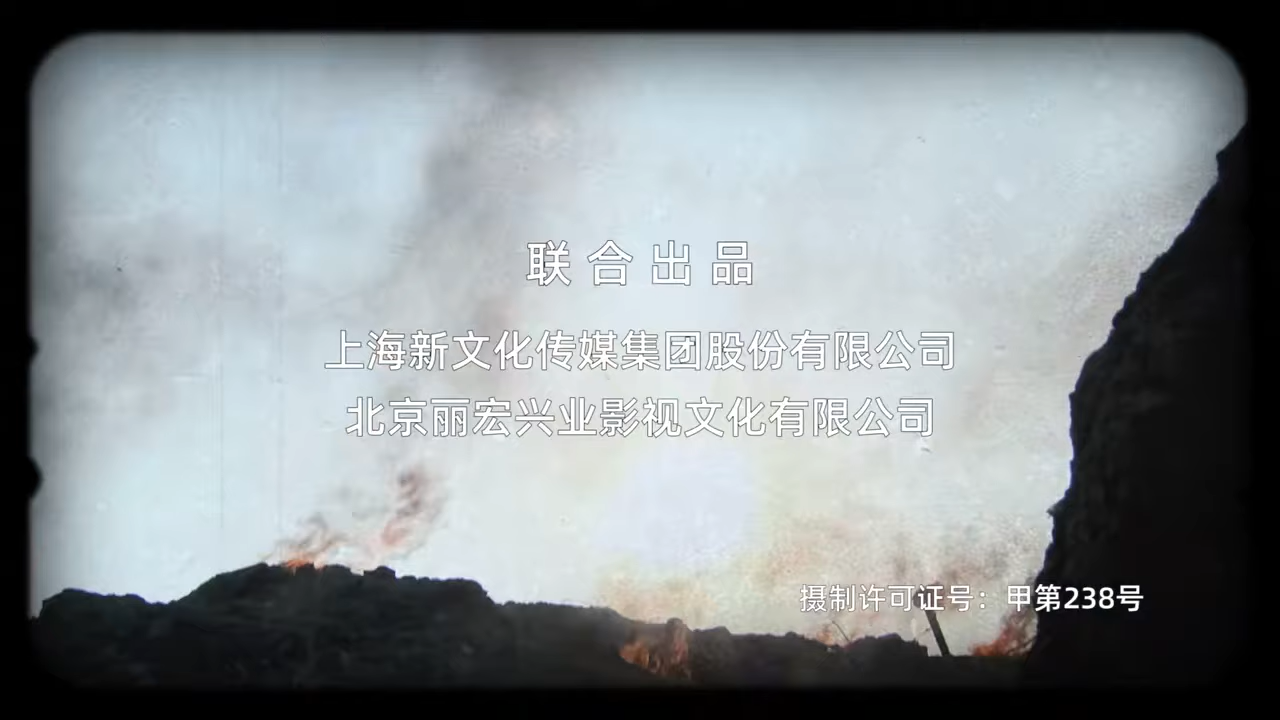 联合出品
上海新文化传媒集团股份有限公司
北京丽宏兴业影视文化有限公司
摄制许可证号：甲第238号